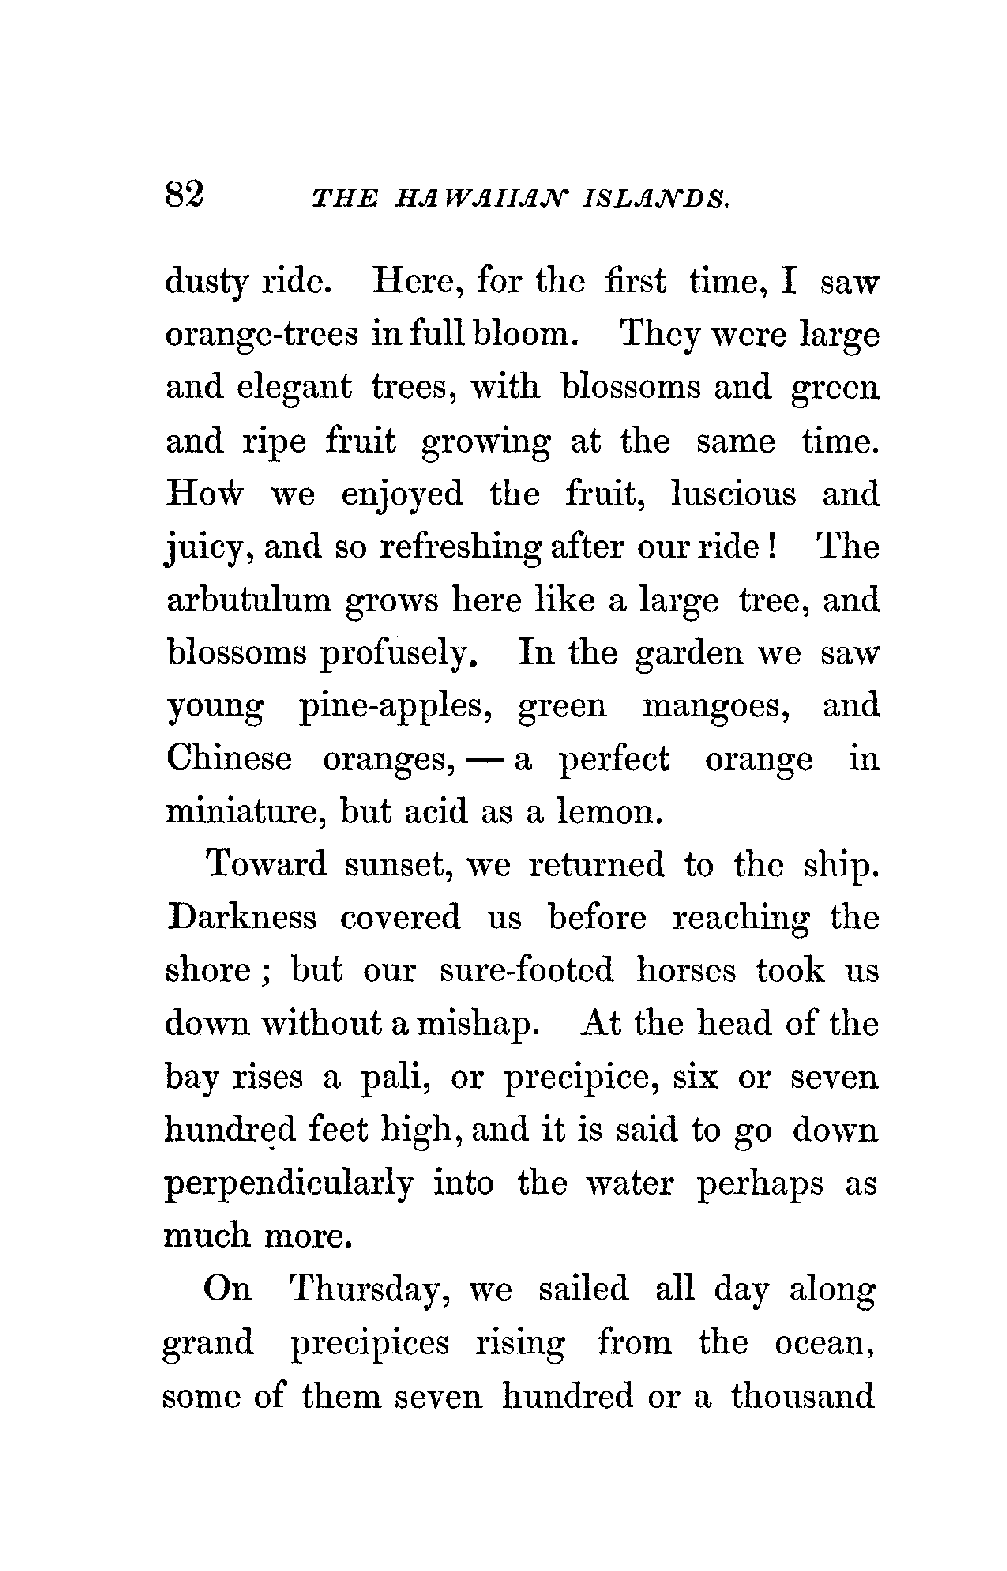 82 THE HAWAIIAN ISLANDS.
dusty ride. Here, for the first time, I saw
orange-trees in full bloom. They were large
and elegant trees, with blossoms and green
and ripe fruit growing at the same time.
How we enjoyed the fruit, luscious and
juicy, and so refreshing after our ride! The
arbutulum grows here like a large tree, and
blossoms profusely. In the garden we saw
young pine-apples, green mangoes, and
Chinese oranges, — a perfect orange in
miniature, but acid as a lemon.
Toward sunset, we returned to the ship.
Darkness covered us before reaching the
shore; but our sure-footed horses took us
down without a mishap. At the head of the
bay rises a pali, or precipice, six or seven
hundred feet high, and it is said to go down
perpendicularly into the water perhaps as
much more.
On Thursday, we sailed all day along
grand precipices rising from the ocean,
some of them seven hundred or a thousand